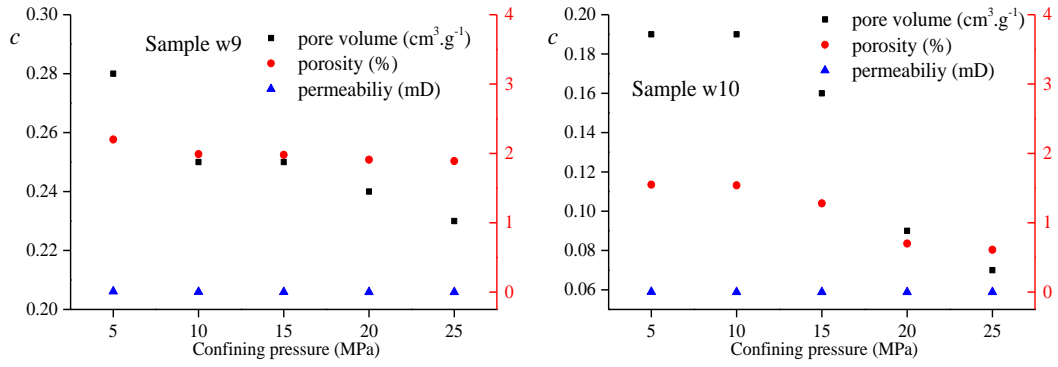 c
Sample w9
pore volume (cm³.g⁻¹)
porosity (%)
permeabiliy (mD)
0.30
0.28
0.26
0.24
0.22
0.20
4
3
2
1
0
5 10 15 20 25
Confining pressure (MPa)
c
Sample w10
pore volume (cm³.g⁻¹)
porosity (%)
permeabiliy (mD)
0.20
0.18
0.16
0.14
0.12
0.10
0.08
0.06
4
3
2
1
0
5 10 15 20 25
Confining pressure (MPa)